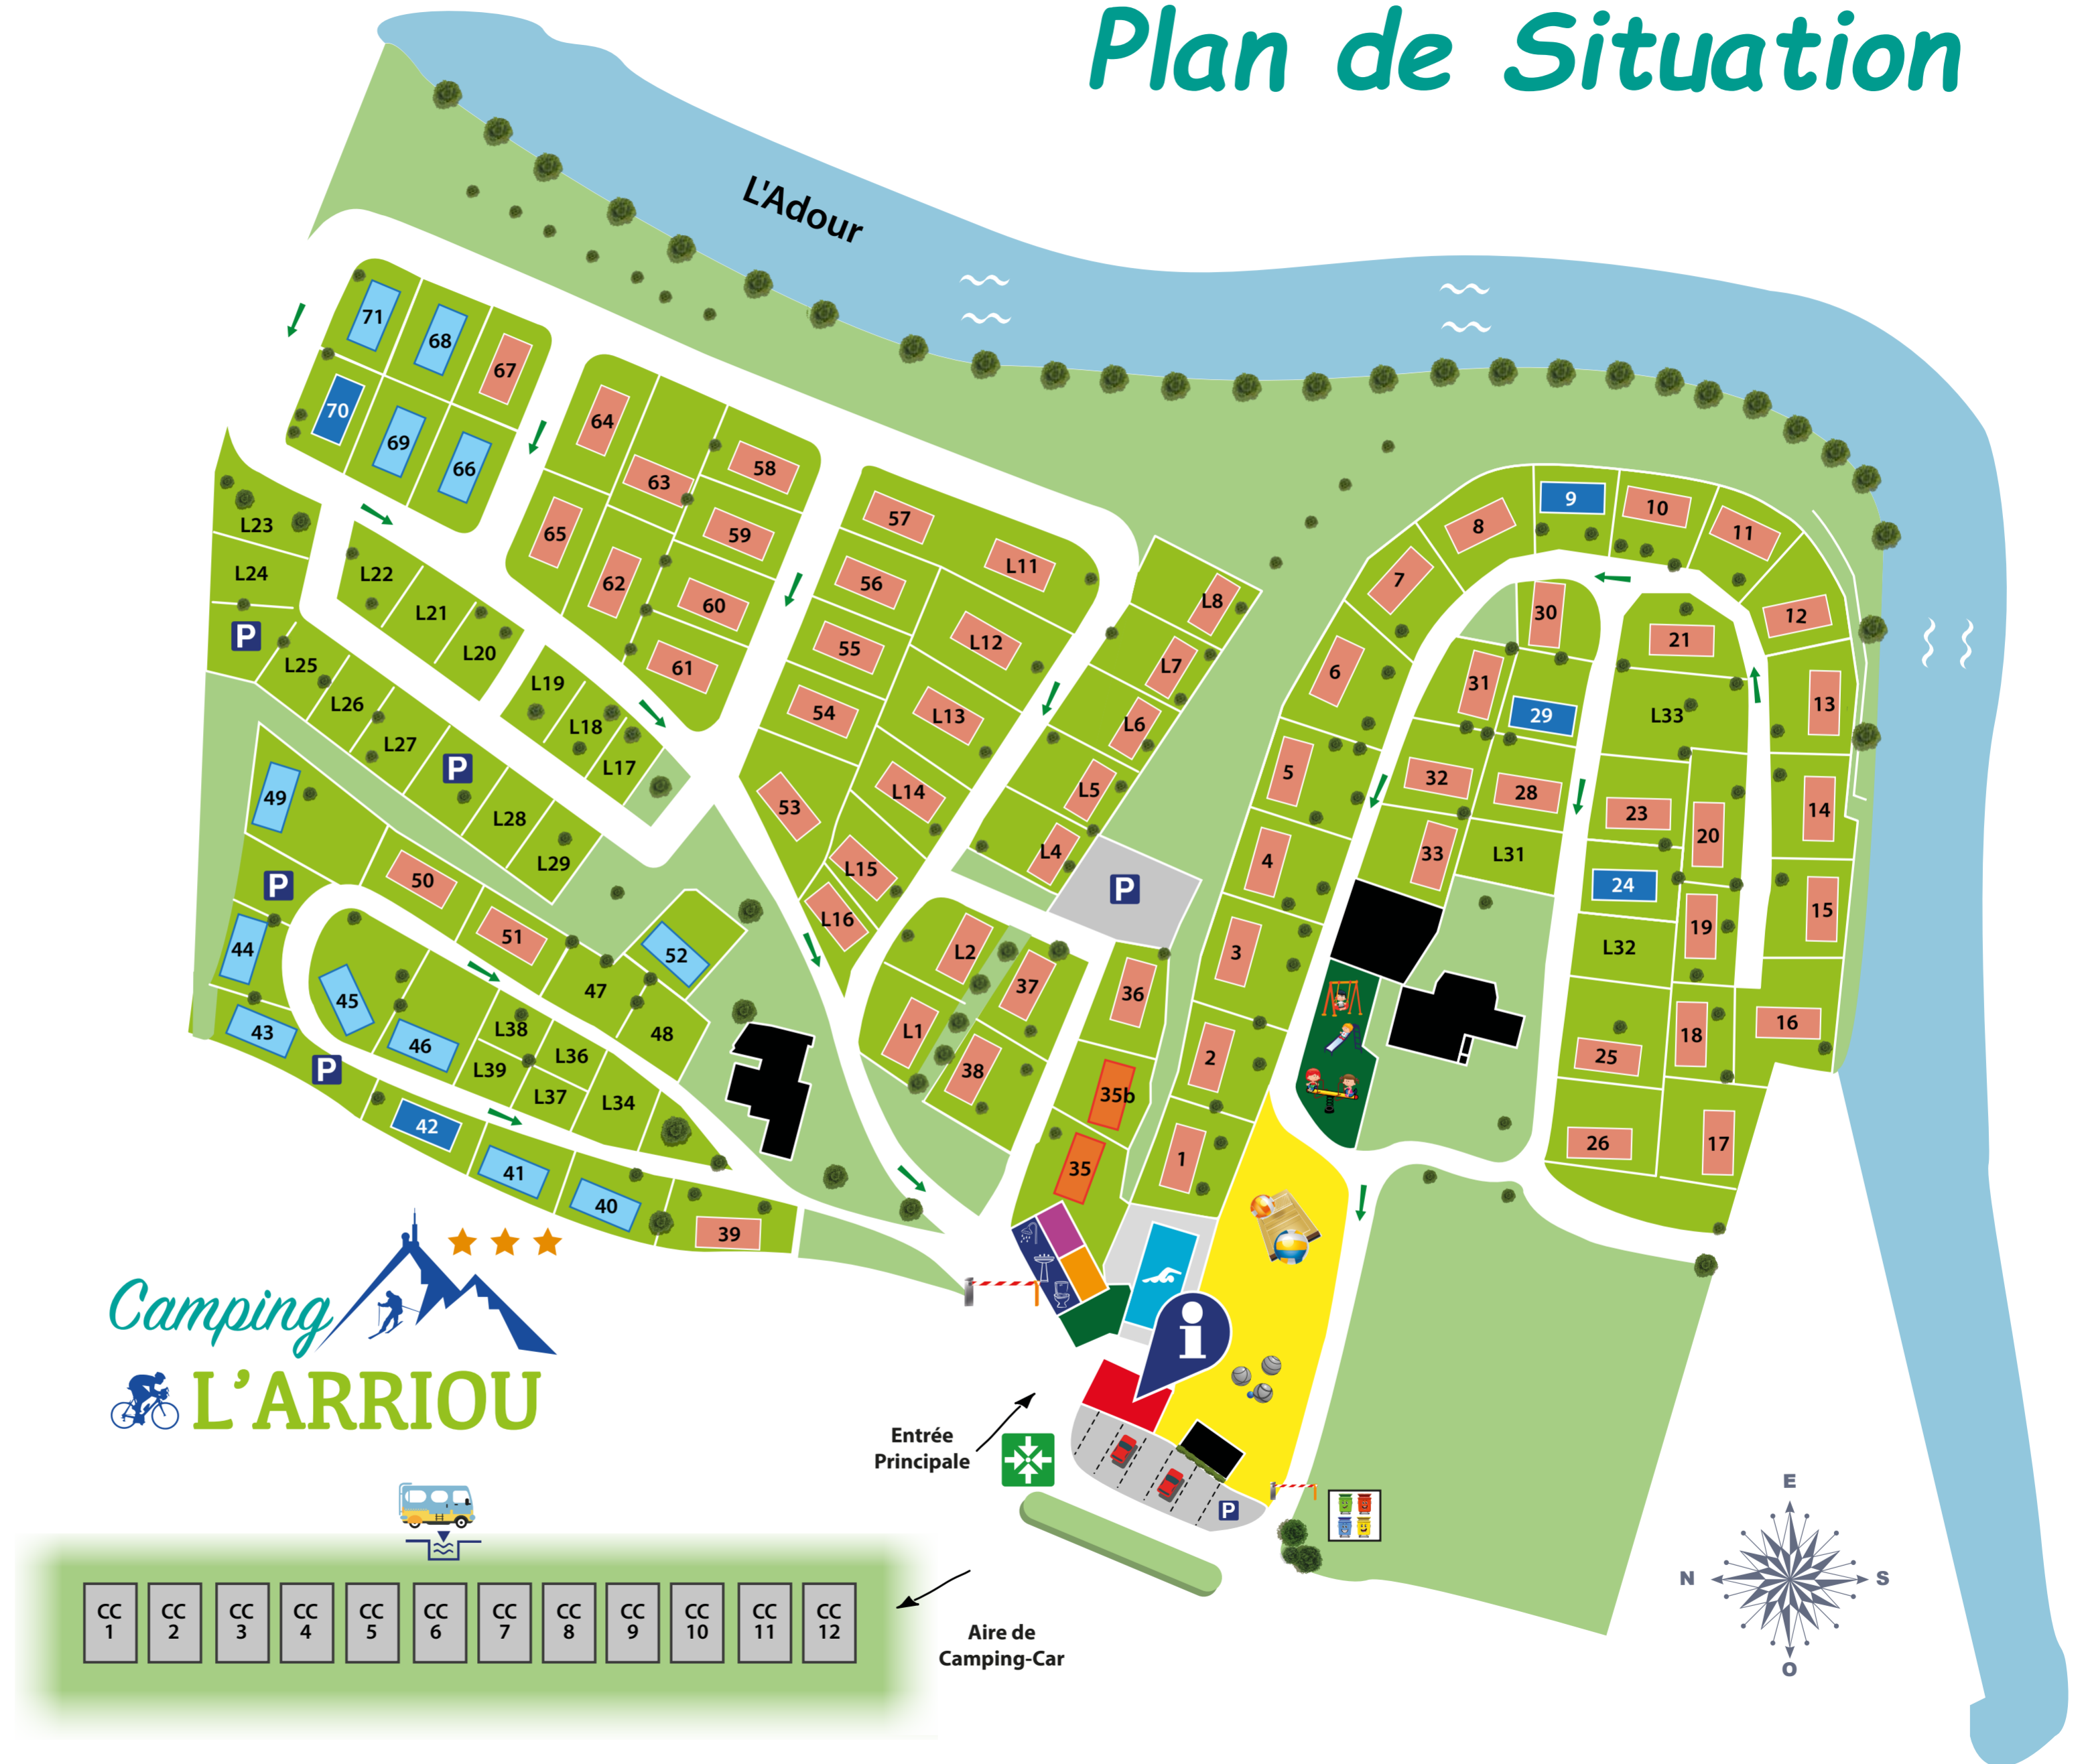 Plan de Situation
L'Adour
71
68
67
70
69
66
64
63
58
65
62
59
60
61
57
L11
56
L12
55
54
L13
53
L14
L15
L16
L8
L7
L6
L5
L4
L23
L24
P
L22
L21
L20
L19
L18
L17
L25
L26
L27
P
L28
L29
49
50
51
52
P
44
43
45
46
47
48
L38
L39
L36
L37
L34
P
42
41
40
39
L2
L1
37
38
P
36
35b
35
8
9
10
11
7
12
6
30
21
31
29
L33
13
5
32
28
23
20
14
4
33
L31
24
19
15
3
L32
2
25
18
16
1
26
17
i
Camping
L'ARRIOU
Entrée
Principale
P
E
N
S
O
CC
1
CC
2
CC
3
CC
4
CC
5
CC
6
CC
7
CC
8
CC
9
CC
10
CC
11
CC
12
Aire de
Camping-Car